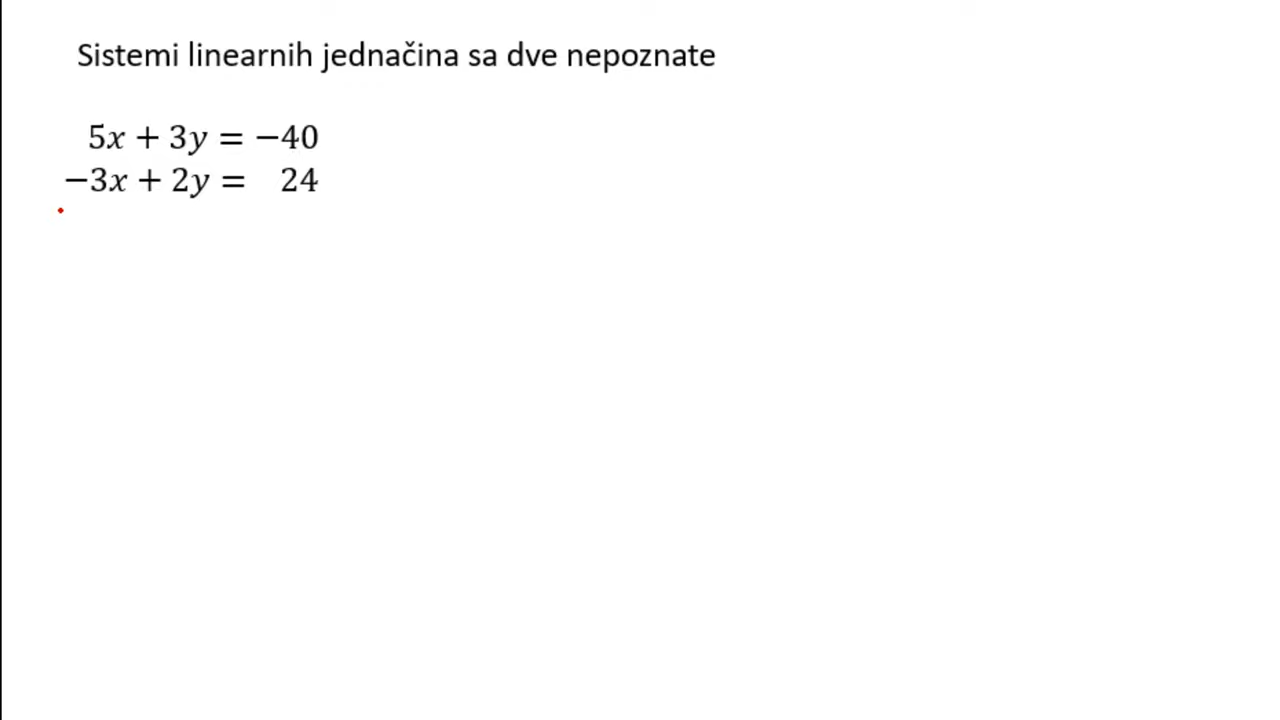 Sistemi linearnih jednačina sa dve nepoznate
5x + 3y = −40
−3x + 2y = 24